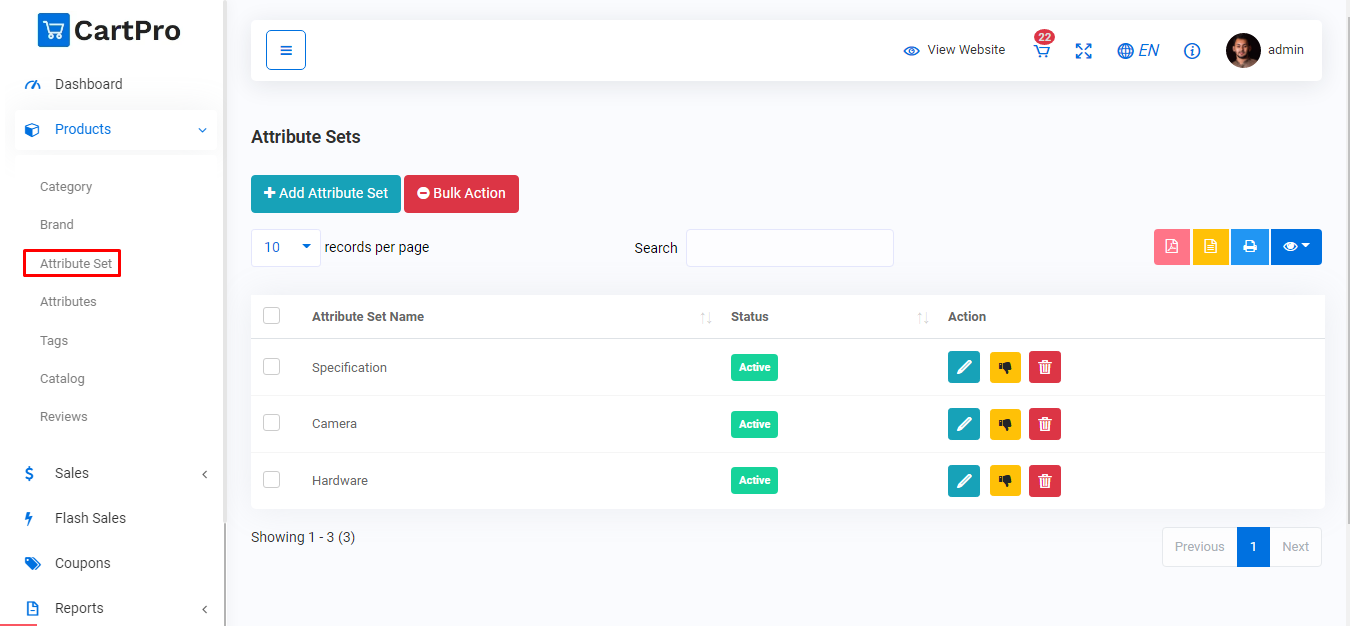 CartPro
Dashboard
Products
Category
Brand
Attribute Set
Attributes
Tags
Catalog
Reviews
Sales
Flash Sales
Coupons
Reports
View Website
22
EN
admin
Attribute Sets
Add Attribute Set
Bulk Action
10 records per page
Search
Attribute Set Name Status Action
Specification Active
Camera Active
Hardware Active
Showing 1 - 3 (3)
Previous 1 Next